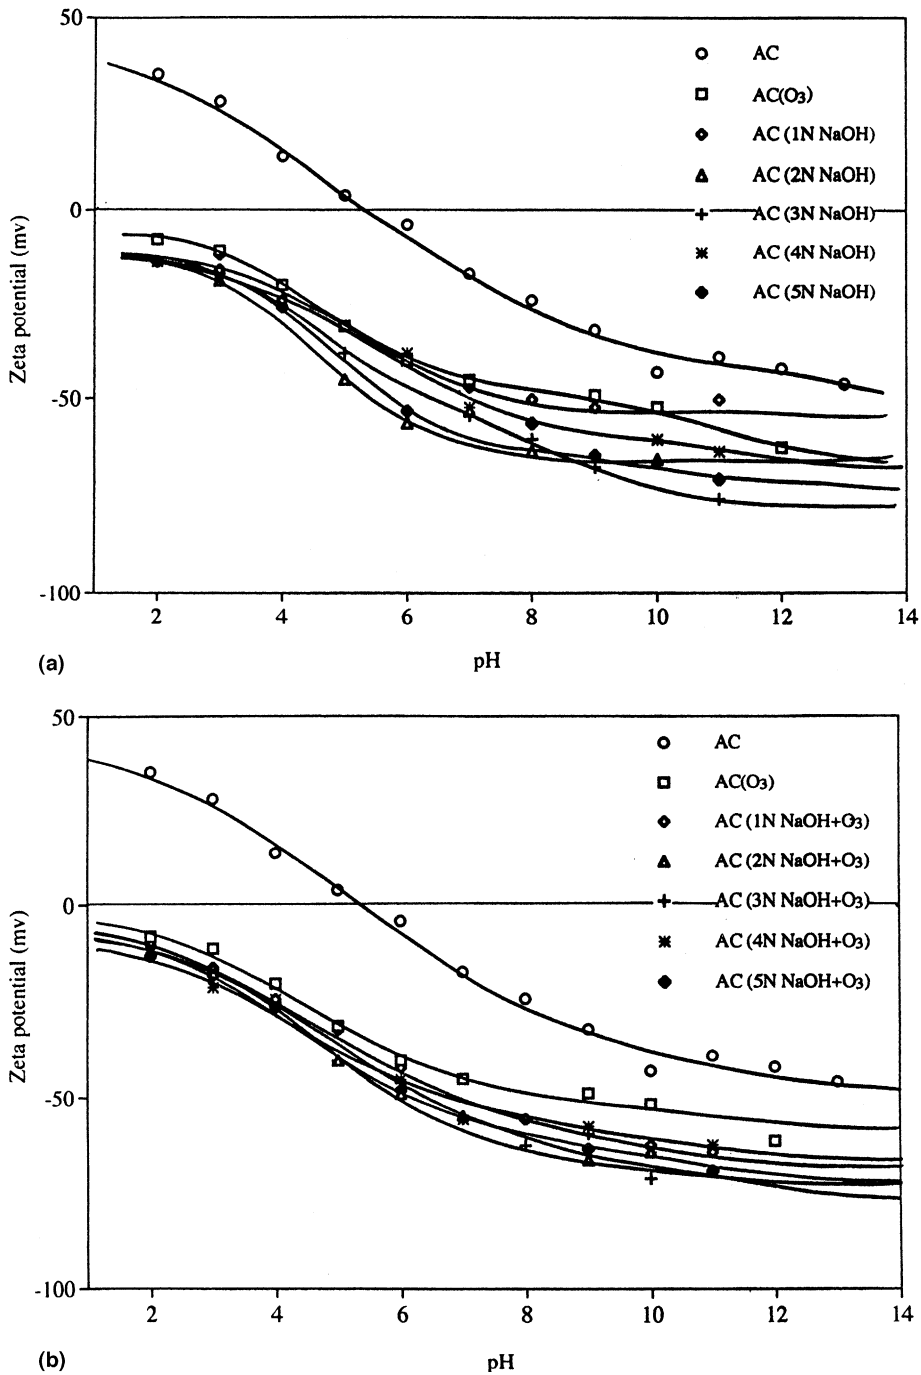 50
0
-50
-100
Zeta potential (mv)
AC
AC(O3)
AC (1N NaOH)
AC (2N NaOH)
AC (3N NaOH)
AC (4N NaOH)
AC (5N NaOH)
2 4 6 8 10 12 14
pH
(a)
50
0
-50
-100
Zeta potential (mv)
AC
AC(O3)
AC (1N NaOH+O3)
AC (2N NaOH+O3)
AC (3N NaOH+O3)
AC (4N NaOH+O3)
AC (5N NaOH+O3)
2 4 6 8 10 12 14
pH
(b)